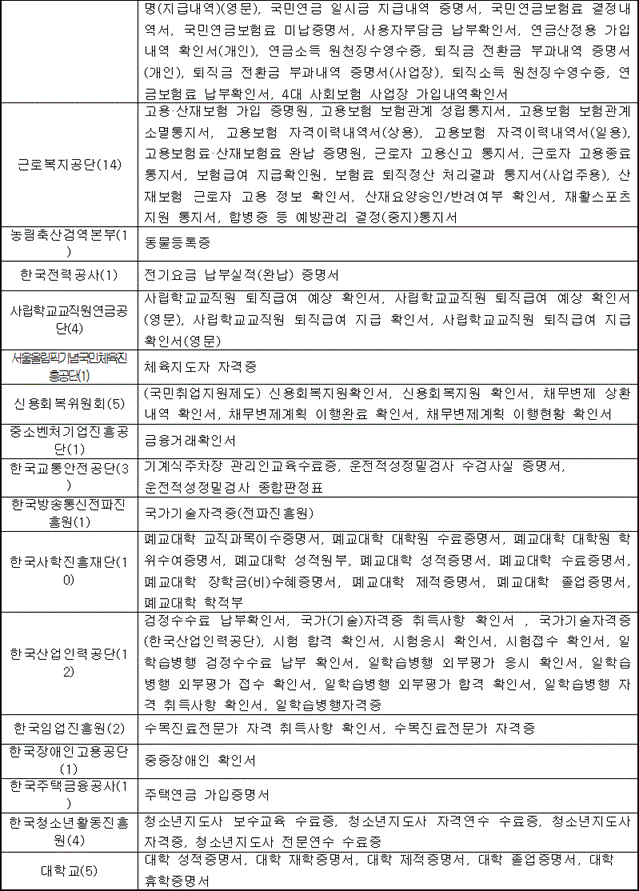 명(지급내역)(영문), 국민연금 일시금 지급내역 증명서, 국민연금보험료 결정내
역서, 국민연금보험료 미납증명서, 사용자부담금 납부확인서, 연금산정용 가입
내역 확인서(개인), 연금소득 원천징수영수증, 퇴직금 전환금 부과내역 증명서
(개인), 퇴직금 전환금 부과내역 증명서(사업장), 퇴직소득 원천징수영수증, 연
금보험료 납부확인서, 4대 사회보험 사업장 가입내역확인서
근로복지공단(14)
고용·산재보험 가입 증명원, 고용보험 보험관계 성립통지서, 고용보험 보험관계
소멸통지서, 고용보험 자격이력내역서(상용), 고용보험 자격이력내역서(일용),
고용보험료·산재보험료 완납 증명원, 근로자 고용신고 통지서, 근로자 고용종료
통지서, 보험급여 지급확인원, 보험료 퇴직정산 처리결과 통지서(사업주용), 산
재보험 근로자 고용 정보 확인서, 산재요양승인/반려여부 확인서, 재활스포츠
지원 통지서, 합병증 등 예방관리 결정(중지)통지서
농림축산검역본부(1
)
동물등록증
한국전력공사(1)
전기요금 납부실적(완납) 증명서
사립학교교직원연금공
단(4)
사립학교교직원 퇴직급여 예상 확인서, 사립학교교직원 퇴직급여 예상 확인서
(영문), 사립학교교직원 퇴직급여 지급 확인서, 사립학교교직원 퇴직급여 지급
확인서(영문)
서울올림픽기념국민체육진
흥공단(1)
체육지도자 자격증
신용회복위원회(5)
(국민취업지원제도) 신용회복지원확인서, 신용회복지원 확인서, 채무변제 상환
내역 확인서, 채무변제계획 이행완료 확인서, 채무변제계획 이행현황 확인서
중소벤처기업진흥공
단(1)
금융거래확인서
한국교통안전공단(3
)
기계식주차장 관리인교육수료증, 운전적성정밀검사 수검사실 증명서,
운전적성정밀검사 종합판정표
한국방송통신전파진
흥원(1)
국가기술자격증(전파진흥원)
한국사학진흥재단(1
0)
폐교대학 교직과목이수증명서, 폐교대학 대학원 수료증명서, 폐교대학 대학원 학
위수여증명서, 폐교대학 성적원부, 폐교대학 성적증명서, 폐교대학 수료증명서,
폐교대학 장학금(비)수혜증명서, 폐교대학 제적증명서, 폐교대학 졸업증명서,
폐교대학 학적부
한국산업인력공단(1
2)
검정수수료 납부확인서, 국가(기술)자격증 취득사항 확인서 , 국가기술자격증
(한국산업인력공단), 시험 합격 확인서, 시험응시 확인서, 시험접수 확인서, 일
학습병행 검정수수료 납부 확인서, 일학습병행 외부평가 응시 확인서, 일학습
병행 외부평가 접수 확인서, 일학습병행 외부평가 합격 확인서, 일학습병행 자
격 취득사항 확인서, 일학습병행자격증
한국임업진흥원(2)
수목진료전문가 자격 취득사항 확인서, 수목진료전문가 자격증
한국장애인고용공단
(1)
중증장애인 확인서
한국주택금융공사(1
)
주택연금 가입증명서
한국청소년활동진흥
원(4)
청소년지도사 보수교육 수료증, 청소년지도사 자격연수 수료증, 청소년지도사
자격증, 청소년지도사 전문연수 수료증
대학교(5)
대학 성적증명서, 대학 재학증명서, 대학 제적증명서, 대학 졸업증명서, 대학
휴학증명서